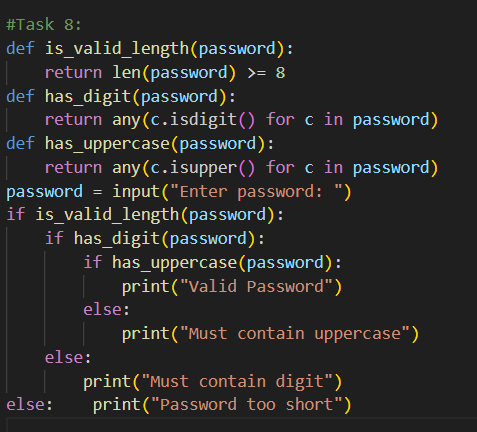 #Task 8:
def is_valid_length(password):
    return len(password) >= 8
def has_digit(password):
    return any(c.isdigit() for c in password)
def has_uppercase(password):
    return any(c.isupper() for c in password)
password = input("Enter password: ")
if is_valid_length(password):
    if has_digit(password):
        if has_uppercase(password):
            print("Valid Password")
        else:
            print("Must contain uppercase")
    else:
        print("Must contain digit")
else:    print("Password too short")